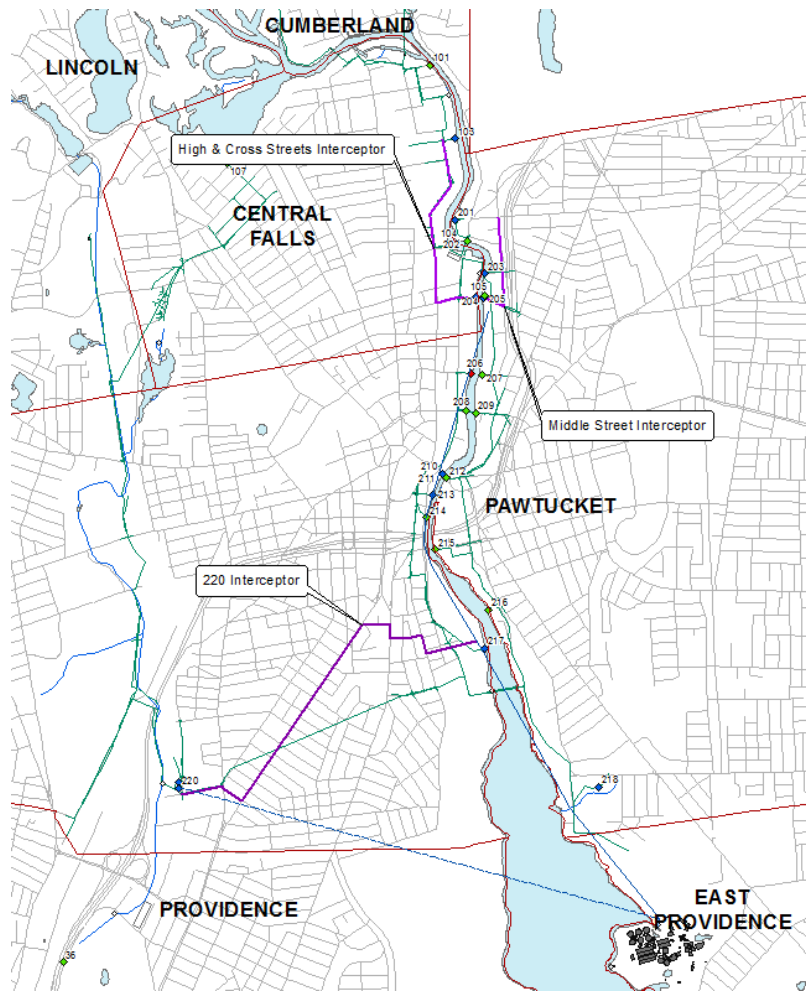 CUMBERLAND
LINCOLN
101
103
High & Cross Streets Interceptor
107
CENTRAL
FALLS
201
104
202
203
105
204
205
206
207
208
209
Middle Street Interceptor
210
212
211
213
PAWTUCKET
214
215
220 Interceptor
216
217
220
218
PROVIDENCE
EAST
PROVIDENCE
36